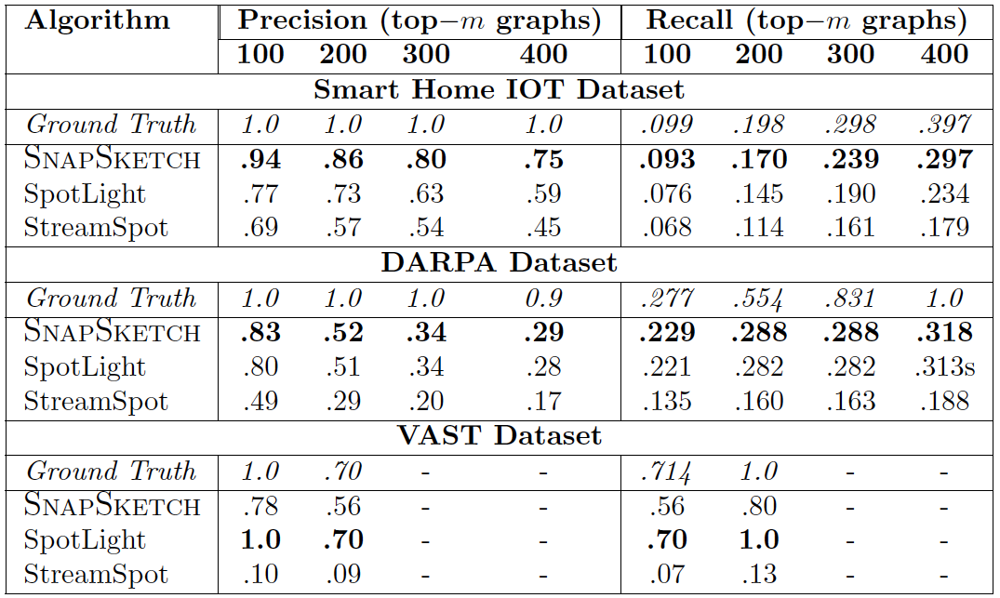 Algorithm Precision (top−m graphs) Recall (top−m graphs)
100 200 300 400 100 200 300 400
Smart Home IOT Dataset
Ground Truth 1.0 1.0 1.0 1.0 .099 .198 .298 .397
SNAPSKETCH .94 .86 .80 .75 .093 .170 .239 .297
SpotLight .77 .73 .63 .59 .076 .145 .190 .234
StreamSpot .69 .57 .54 .45 .068 .114 .161 .179
DARPA Dataset
Ground Truth 1.0 1.0 1.0 0.9 .277 .554 .831 1.0
SNAPSKETCH .83 .52 .34 .29 .229 .288 .288 .318
SpotLight .80 .51 .34 .28 .221 .282 .282 .313s
StreamSpot .49 .29 .20 .17 .135 .160 .163 .188
VAST Dataset
Ground Truth 1.0 .70 - - .714 1.0 - -
SNAPSKETCH .78 .56 - - .56 .80 - -
SpotLight 1.0 .70 - - .70 1.0 - -
StreamSpot .10 .09 - - .07 .13 - -